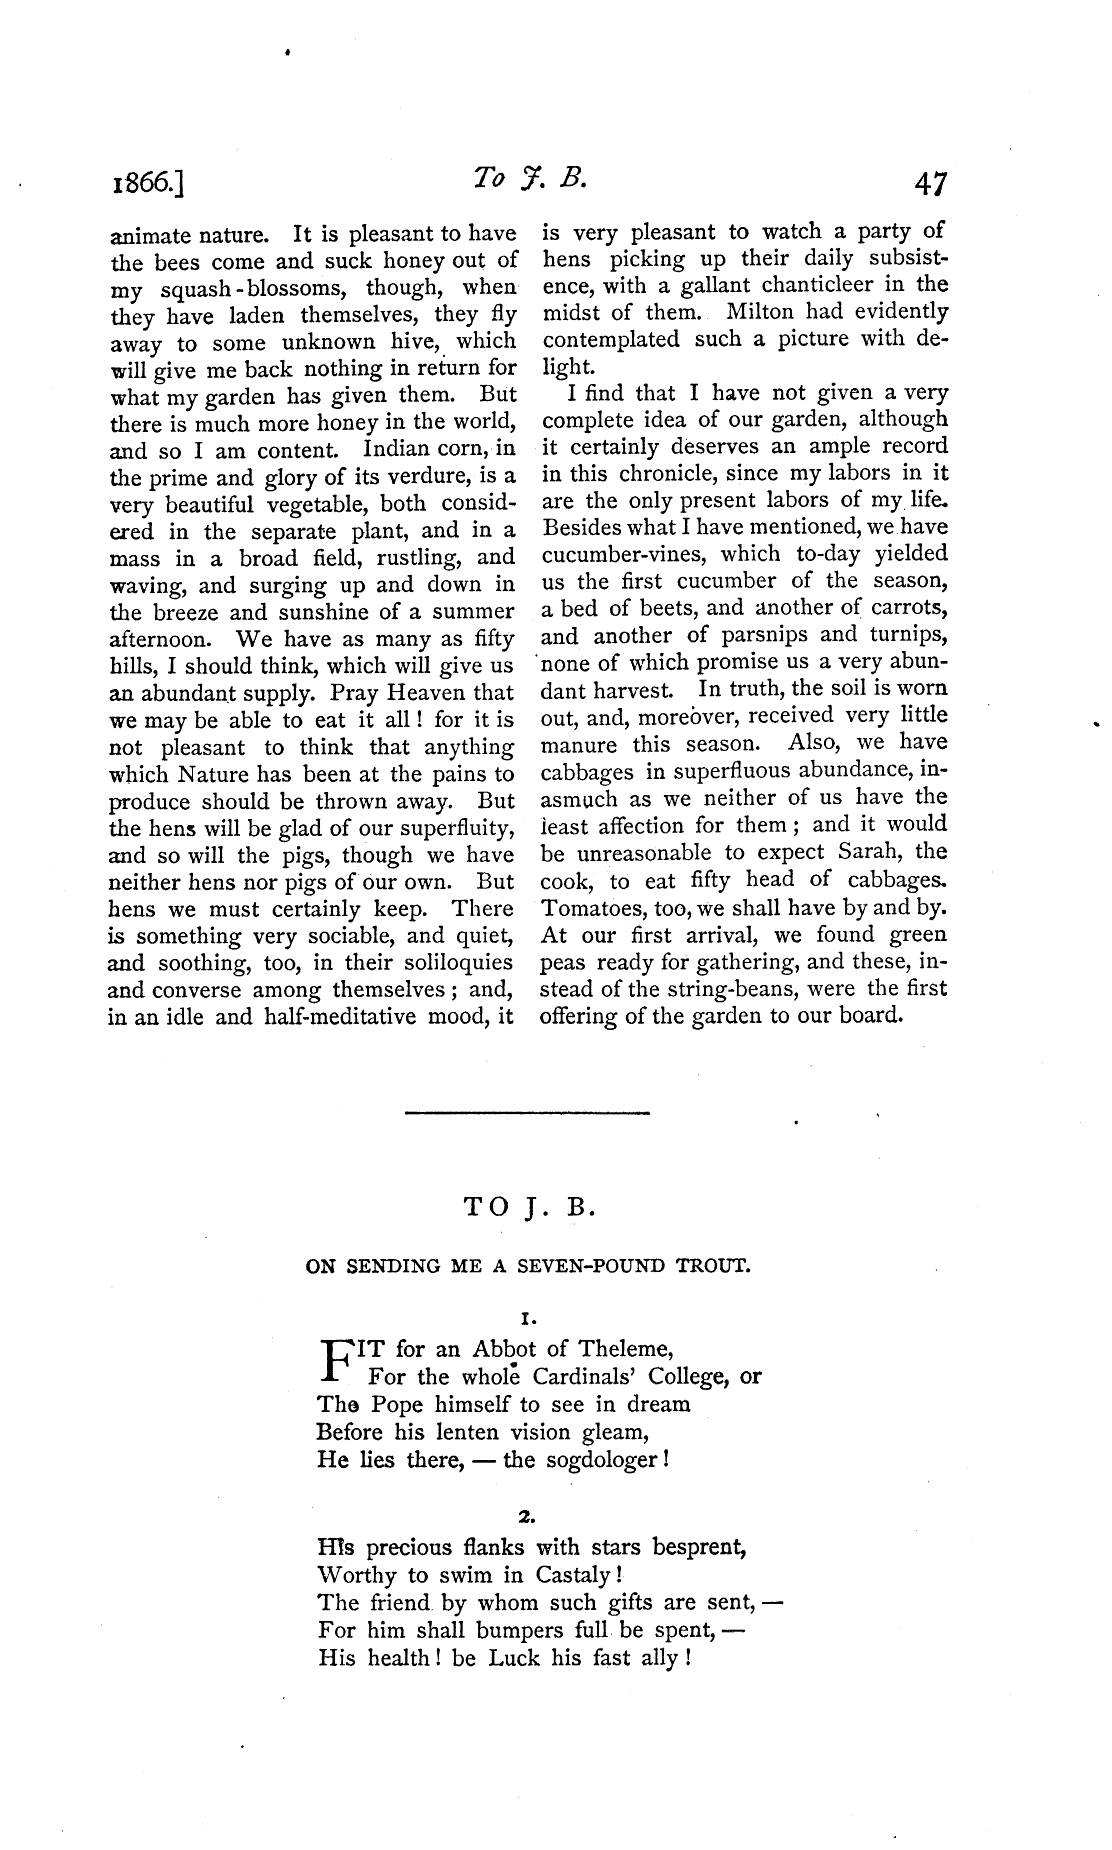 1866.] To J. B. 47
animate nature. It is pleasant to have
the bees come and suck honey out of
my squash-blossoms, though, when
they have laden themselves, they fly
away to some unknown hive, which
will give me back nothing in return for
what my garden has given them. But
there is much more honey in the world,
and so I am content. Indian corn, in
the prime and glory of its verdure, is a
very beautiful vegetable, both consid-
ered in the separate plant, and in a
mass in a broad field, rustling, and
waving, and surging up and down in
the breeze and sunshine of a summer
afternoon. We have as many as fifty
hills, I should think, which will give us
an abundant supply. Pray Heaven that
we may be able to eat it all! for it is
not pleasant to think that anything
which Nature has been at the pains to
produce should be thrown away. But
the hens will be glad of our superfluity,
and so will the pigs, though we have
neither hens nor pigs of our own. But
hens we must certainly keep. There
is something very sociable, and quiet,
and soothing, too, in their soliloquies
and converse among themselves; and,
in an idle and half-meditative mood, it
is very pleasant to watch a party of
hens picking up their daily subsist-
ence, with a gallant chanticleer in the
midst of them. Milton had evidently
contemplated such a picture with de-
light.
I find that I have not given a very
complete idea of our garden, although
it certainly deserves an ample record
in this chronicle, since my labors in it
are the only present labors of my life.
Besides what I have mentioned, we have
cucumber-vines, which to-day yielded
us the first cucumber of the season,
a bed of beets, and another of carrots,
and another of parsnips and turnips,
none of which promise us a very abun-
dant harvest. In truth, the soil is worn
out, and, moreover, received very little
manure this season. Also, we have
cabbages in superfluous abundance, in-
asmuch as we neither of us have the
least affection for them; and it would
be unreasonable to expect Sarah, the
cook, to eat fifty head of cabbages.
Tomatoes, too, we shall have by and by.
At our first arrival, we found green
peas ready for gathering, and these, in-
stead of the string-beans, were the first
offering of the garden to our board.
TO J. B.
ON SENDING ME A SEVEN-POUND TROUT.
1.
FIT for an Abbot of Theleme,
For the whole Cardinals' College, or
The Pope himself to see in dream
Before his lenten vision gleam,
He lies there, — the sogdologer!
2.
His precious flanks with stars besprent,
Worthy to swim in Castaly!
The friend by whom such gifts are sent, —
For him shall bumpers full be spent, —
His health! be Luck his fast ally!